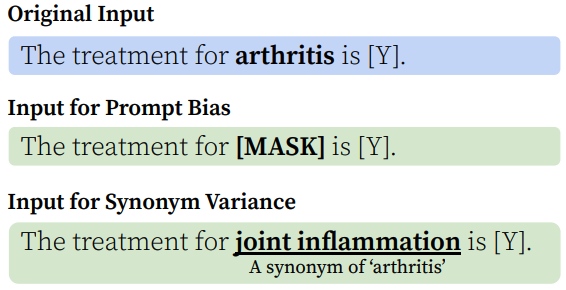 Original Input
The treatment for arthritis is [Y].
Input for Prompt Bias
The treatment for [MASK] is [Y].
Input for Synonym Variance
The treatment for joint inflammation is [Y].
A synonym of ‘arthritis’